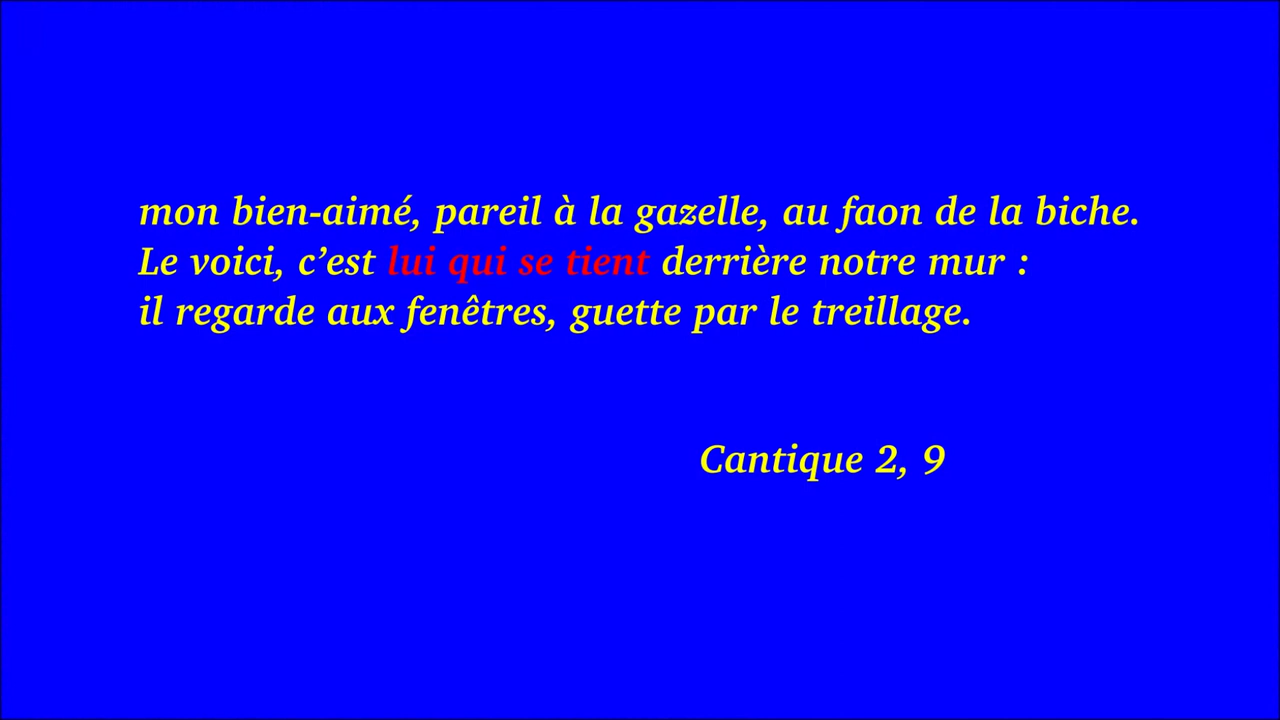 mon bien-aimé, pareil à la gazelle, au faon de la biche.
Le voici, c’est lui qui se tient derrière notre mur :
il regarde aux fenêtres, guette par le treillage.
Cantique 2, 9